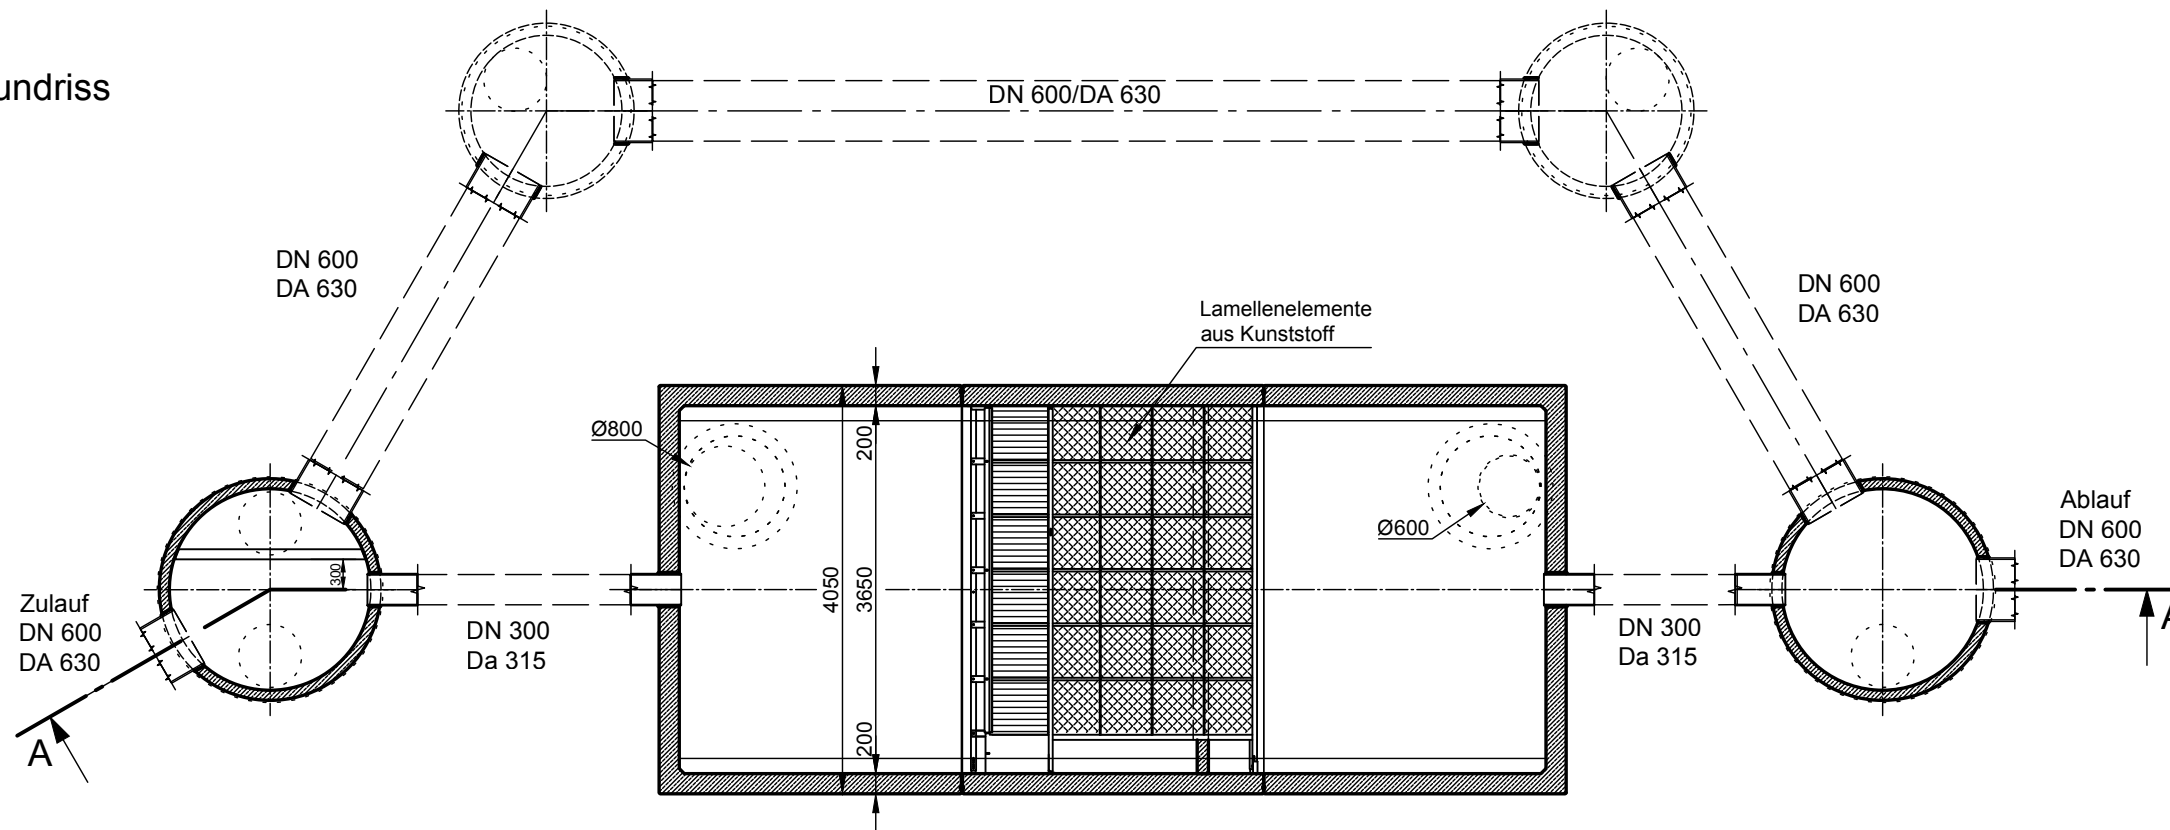 undriss
DN 600/DA 630
DN 600
DA 630
DN 600
DA 630
Lamellenelemente
aus Kunststoff
Ø800
200
Ø600
300
4050
3650
Zulauf
DN 600
DA 630
DN 300
Da 315
DN 300
Da 315
Ablauf
DN 600
DA 630
200
A